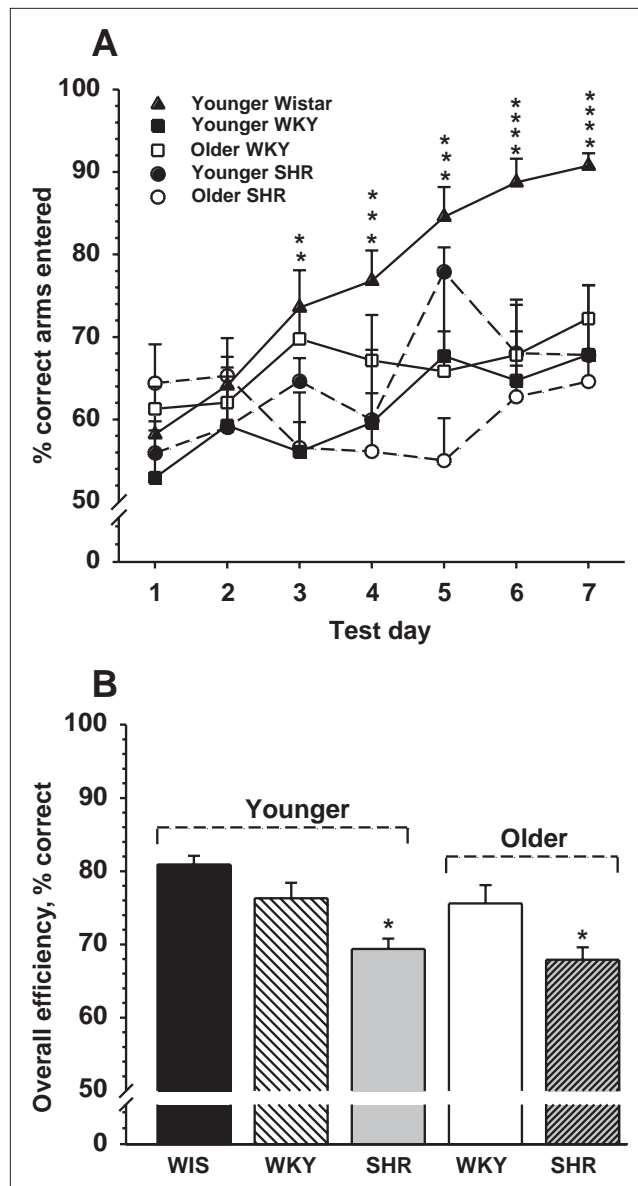 A
% correct arms entered
100
90
80
70
60
50
0
Younger Wistar
Younger WKY
Older WKY
Younger SHR
Older SHR
**
***
***
****
****
1 2 3 4 5 6 7
Test day
B
Overall efficiency, % correct
100
90
80
70
60
50
0
Younger
Older
*
*
WIS WKY SHR WKY SHR